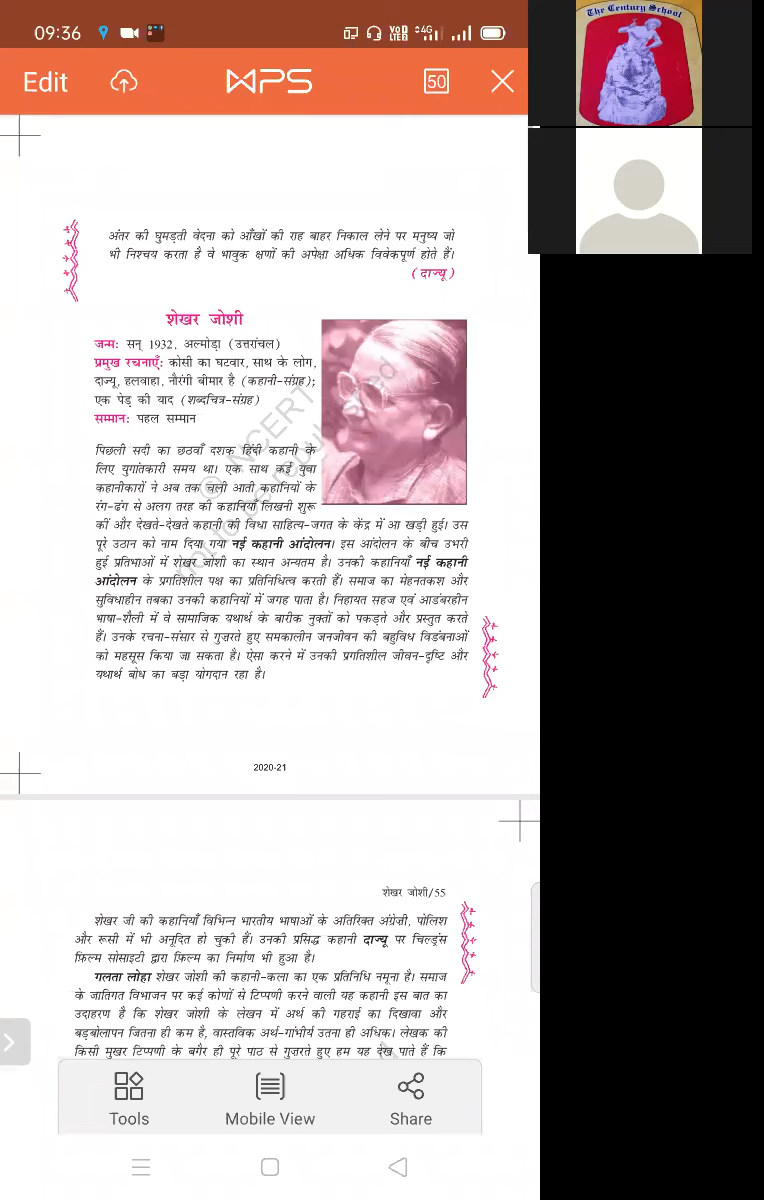 09:36
VoD LTE2 4G
Edit
WPS
50
The Century School
अंतर की घुमड़ती वेदना को आँखों की राह बाहर निकाल लेने पर मनुष्य जो
भी निश्चय करता है वे भावुक क्षणों की अपेक्षा अधिक विवेकपूर्ण होते हैं।
(दाज्यू)
शेखर जोशी
जन्म: सन् 1932, अल्मोड़ा (उत्तरांचल)
प्रमुख रचनाएँ: कोसी का घटवार, साथ के लोग,
दाज्यू, हलवाहा, नौरंगी बीमार है (कहानी-संग्रह);
एक पेड़ की याद (शब्दचित्र-संग्रह)
सम्मान: पहल सम्मान
पिछली सदी का छठवाँ दशक हिंदी कहानी के
लिए युगांतकारी समय था। एक साथ कई युवा
कहानीकारों ने अब तक चली आती कहानियों के
रंग-ढंग से अलग तरह की कहानियाँ लिखनी शुरू
कीं और देखते-देखते कहानी की विधा साहित्य-जगत के केंद्र में आ खड़ी हुई। उस
पूरे उठान को नाम दिया गया नई कहानी आंदोलन। इस आंदोलन के बीच उभरी
हुई प्रतिभाओं में शेखर जोशी का स्थान अन्यतम है। उनकी कहानियाँ नई कहानी
आंदोलन के प्रगतिशील पक्ष का प्रतिनिधित्व करती हैं। समाज का मेहनतकश और
सुविधाहीन तबका उनकी कहानियों में जगह पाता है। निहायत सहज एवं आडंबरहीन
भाषा-शैली में वे सामाजिक यथार्थ के बारीक नुक्तों को पकड़ते और प्रस्तुत करते
हैं। उनके रचना-संसार से गुज़रते हुए समकालीन जनजीवन की बहुविध विडंबनाओं
को महसूस किया जा सकता है। ऐसा करने में उनकी प्रगतिशील जीवन-दृष्टि और
यथार्थ बोध का बड़ा योगदान रहा है।
© NCERT
not to be republished
2020-21
शेखर जोशी/55
शेखर जी की कहानियाँ विभिन्न भारतीय भाषाओं के अतिरिक्त अंग्रेज़ी, पोलिश
और रूसी में भी अनूदित हो चुकी हैं। उनकी प्रसिद्ध कहानी दाज्यू पर चिल्ड्रंस
फ़िल्म सोसाइटी द्वारा फ़िल्म का निर्माण भी हुआ है।
गलता लोहा शेखर जोशी की कहानी-कला का एक प्रतिनिधि नमूना है। समाज
के जातिगत विभाजन पर कई कोणों से टिप्पणी करने वाली यह कहानी इस बात का
उदाहरण है कि शेखर जोशी के लेखन में अर्थ की गहराई का दिखावा और
बड़बोलापन जितना ही कम है, वास्तविक अर्थ-गांभीर्य उतना ही अधिक। लेखक की
किसी मुखर टिप्पणी के बगैर ही पूरे पाठ से गुज़रते हुए हम यह देख पाते हैं कि
Tools
Mobile View
Share